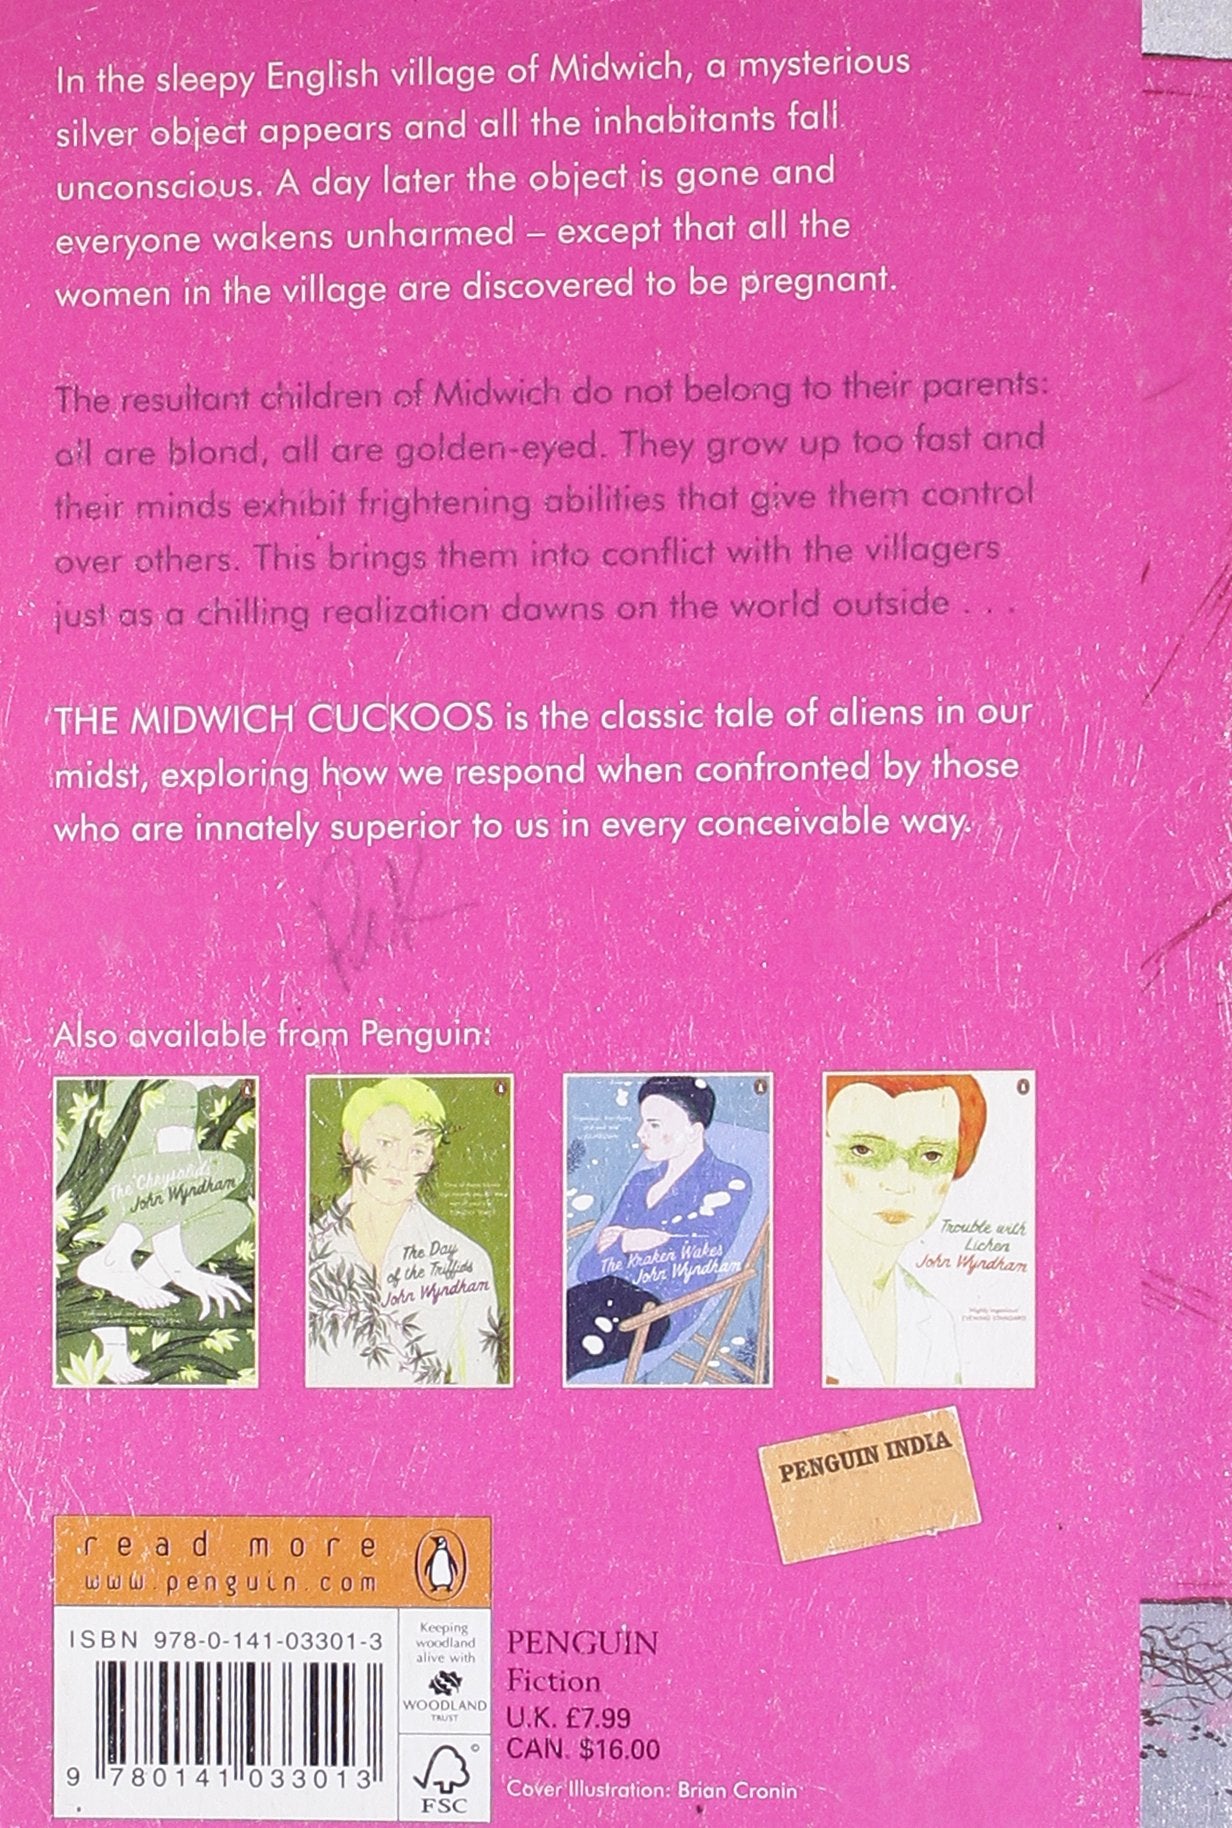 In the sleepy English village of Midwich, a mysterious
silver object appears and all the inhabitants fall
unconscious. A day later the object is gone and
everyone wakens unharmed – except that all the
women in the village are discovered to be pregnant.
The resultant children of Midwich do not belong to their parents:
all are blond, all are golden-eyed. They grow up too fast and
their minds exhibit frightening abilities that give them control
over others. This brings them into conflict with the villagers
just as a chilling realization dawns on the world outside . . .
THE MIDWICH CUCKOOS is the classic tale of aliens in our
midst, exploring how we respond when confronted by those
who are innately superior to us in every conceivable way.
Also available from Penguin:
The Chrysalids
John Wyndham
The Day
of the Triffids
John Wyndham
The Kraken Wakes
John Wyndham
Trouble with
Lichen
John Wyndham
'Highly ingenious'
EVENING STANDARD
PENGUIN INDIA
read more
www.penguin.com
ISBN 978-0-141-03301-3
9 780141 033013
Keeping
woodland
alive with
WOODLAND
TRUST
FSC
PENGUIN
Fiction
U.K. £7.99
CAN. $16.00
Cover Illustration: Brian Cronin